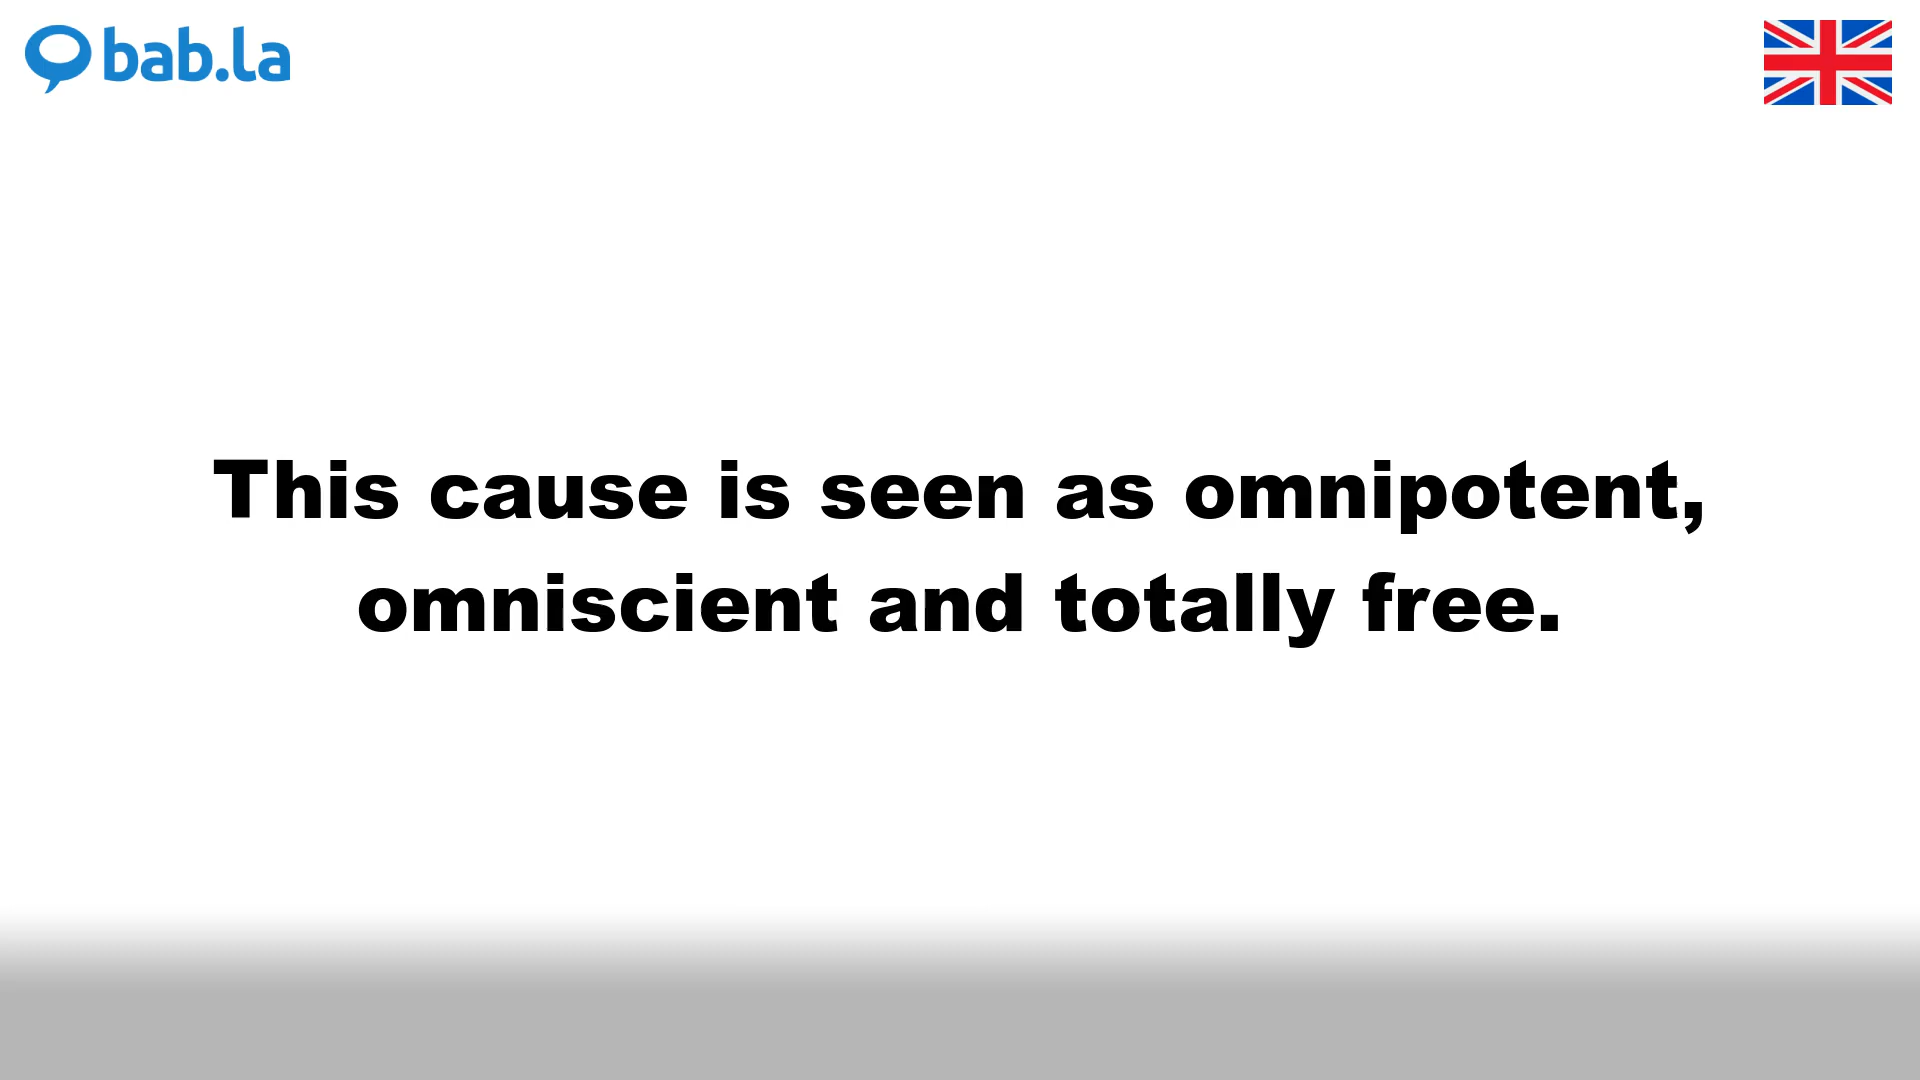 bab.la
This cause is seen as omnipotent,
omniscient and totally free.